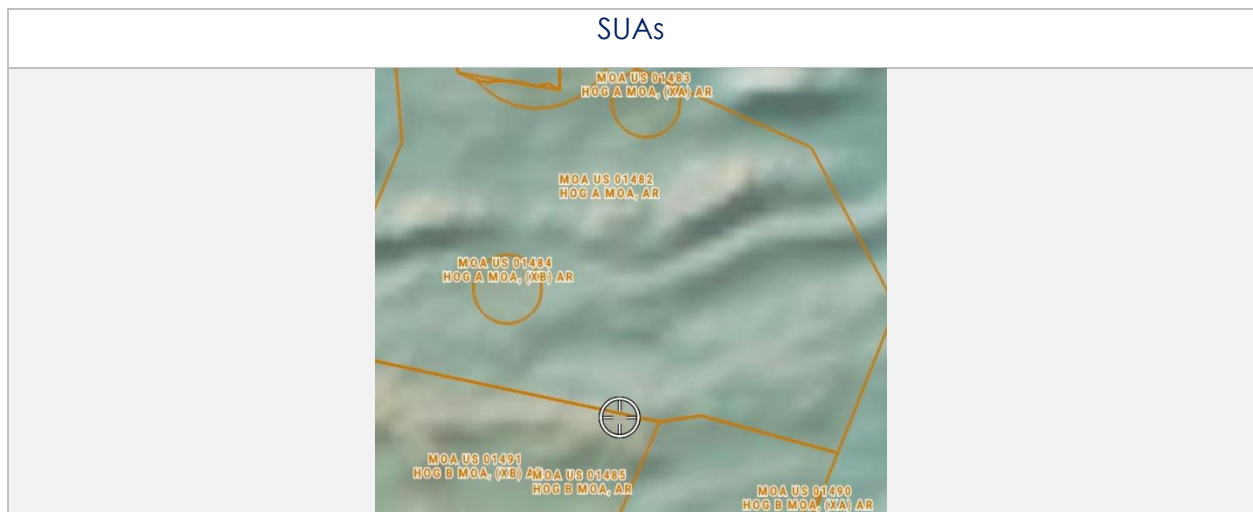 SUAs
MOA US 01483
HOG A MOA, (XA) AR
MOA US 01482
HOG A MOA, AR
MOA US 01484
HOG A MOA, (XB) AR
MOA US 01491
HOG B MOA, (XB)
MOA US 01485
HOG B MOA, AR
MOA US 01490
HOG B MOA, (XA) AR